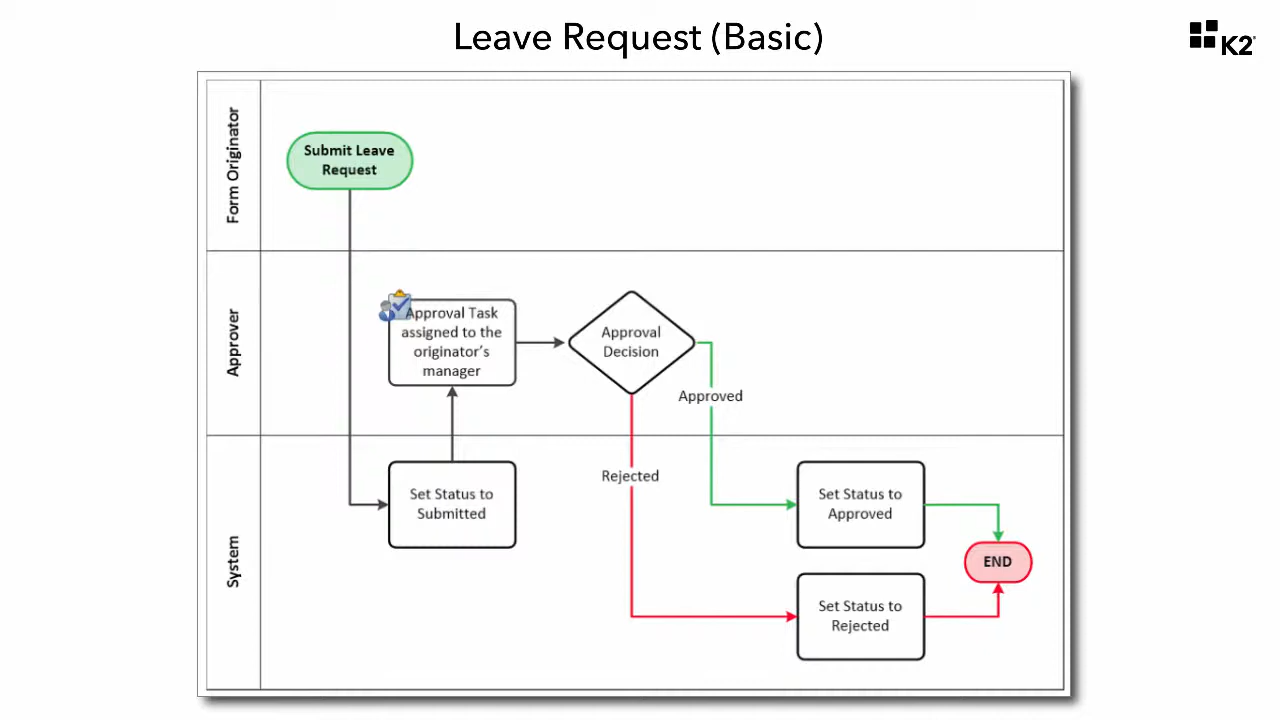 Leave Request (Basic)
K2
Form Originator
Submit Leave
Request
Approver
Approval Task
assigned to the
originator's
manager
Approval
Decision
Approved
Rejected
System
Set Status to
Submitted
Set Status to
Approved
END
Set Status to
Rejected